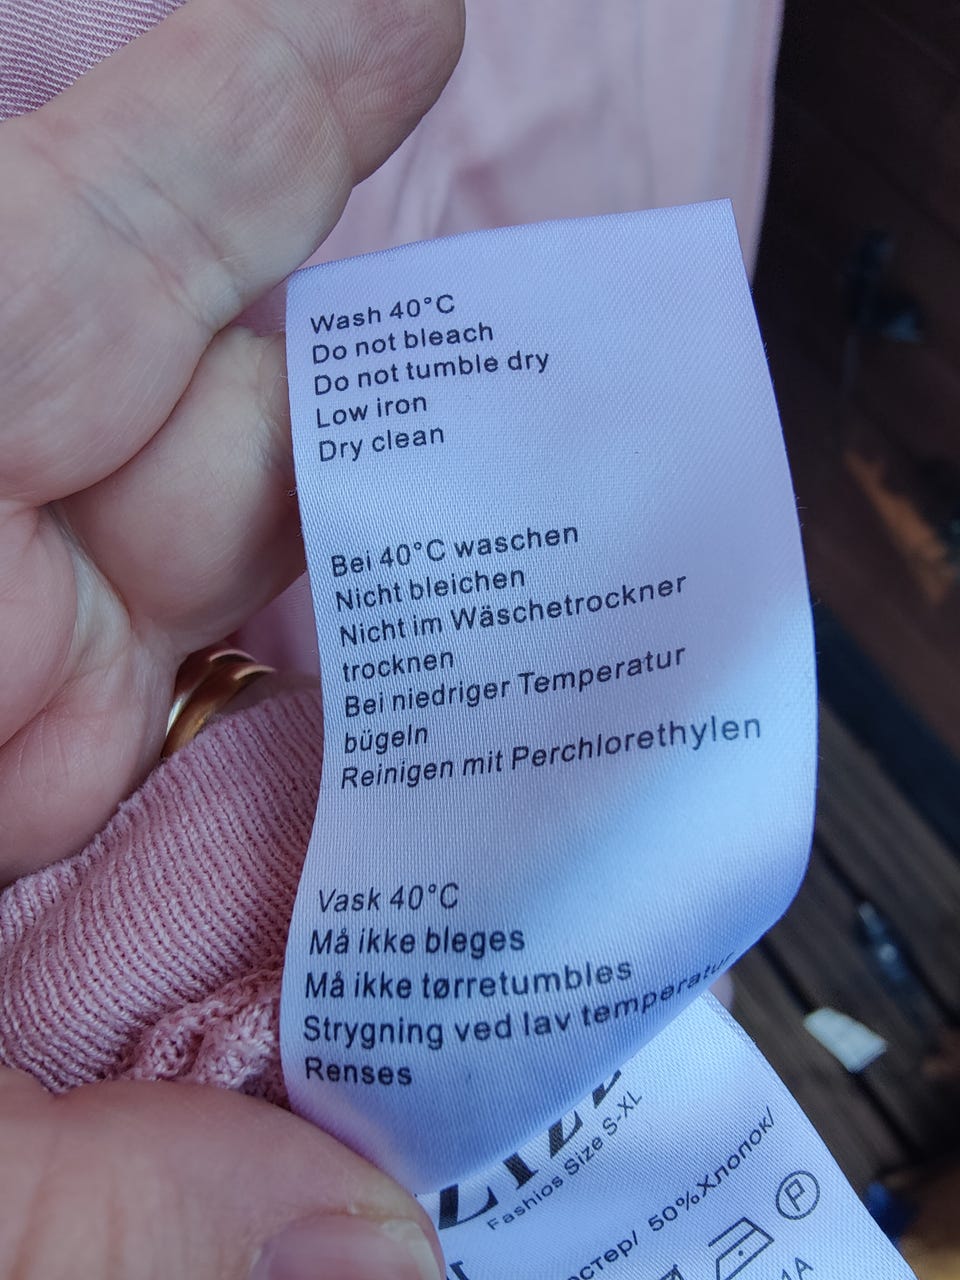 Wash 40°C
Do not bleach
Do not tumble dry
Low iron
Dry clean
Bei 40°C waschen
Nicht bleichen
Nicht im Wäschetrockner
trocknen
Bei niedriger Temperatur
bügeln
Reinigen mit Perchlorethylen
Vask 40°C
Må ikke bleges
Må ikke tørretumbles
Strygning ved lav temperatur
Renses
Fashios Size S-XL
50%Хлопок/
P